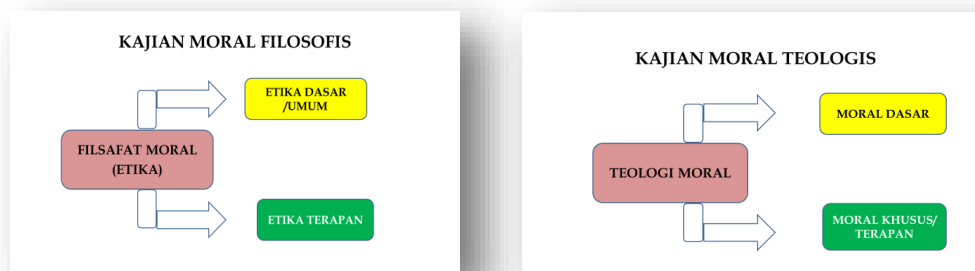 KAJIAN MORAL FILOSOFIS
ETIKA DASAR
/UMUM
FILSAFAT MORAL
(ETIKA)
ETIKA TERAPAN
KAJIAN MORAL TEOLOGIS
MORAL DASAR
TEOLOGI MORAL
MORAL KHUSUS/
TERAPAN